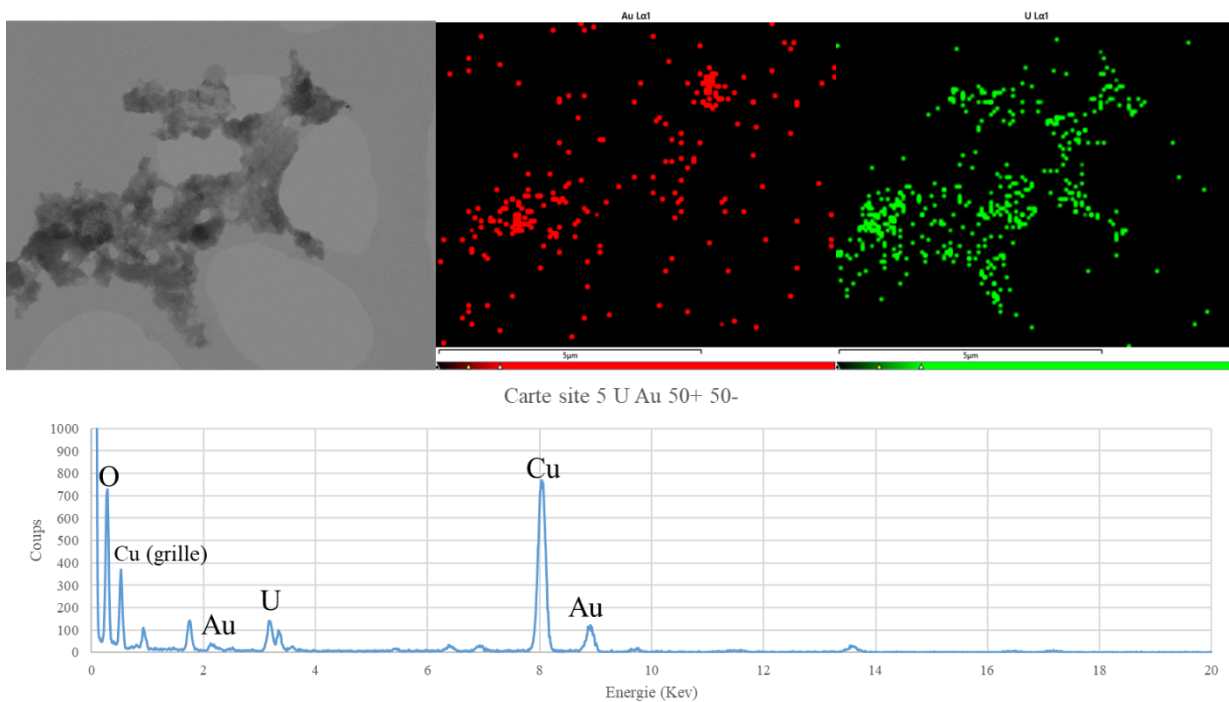 Au Lα1
U Lα1
5μm
5μm
Carte site 5 U Au 50+ 50-
1000
900
800
700
600
500
400
300
200
100
0
Coups
O
Cu (grille)
Au
U
Cu
Au
0 2 4 6 8 10 12 14 16 18 20
Energie (Kev)